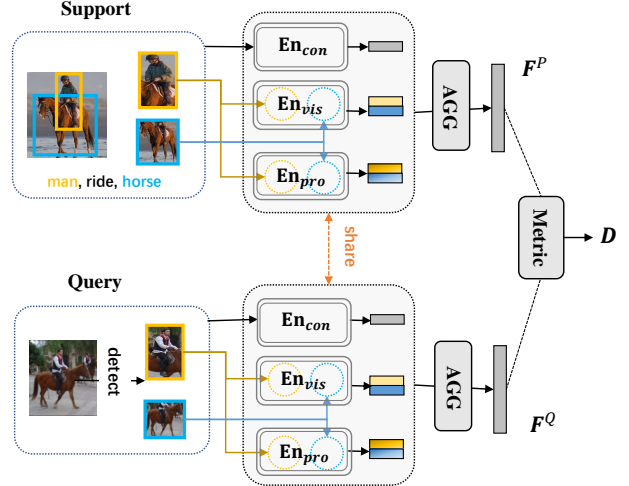 Support
En_con
En_vis
En_pro
man, ride, horse
AGG
F^P
share
Metric
D
Query
detect
En_con
En_vis
En_pro
AGG
F^Q